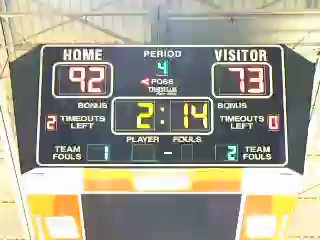 HOME PERIOD VISITOR
92 4 73
POSS
BONUS 2:14 BONUS
2 TIMEOUTS LEFT TIMEOUTS LEFT
PLAYER FOULS
TEAM FOULS 1 - 2 TEAM FOULS